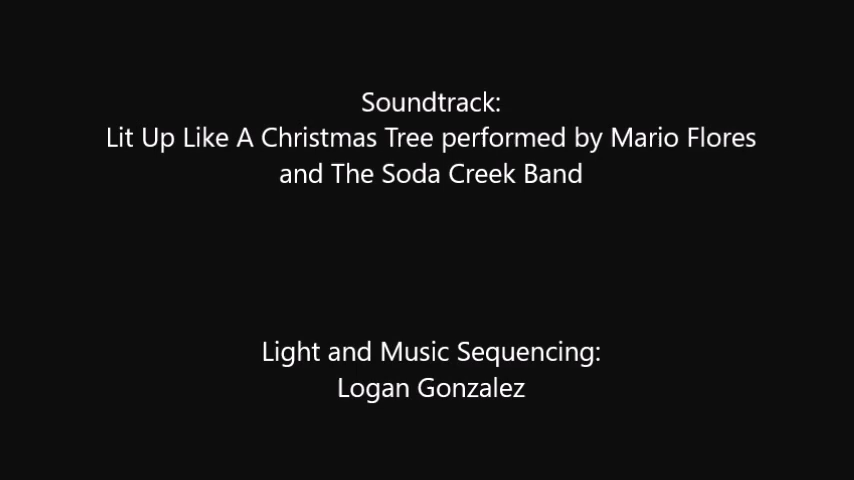 Soundtrack:
Lit Up Like A Christmas Tree performed by Mario Flores
and The Soda Creek Band
Light and Music Sequencing:
Logan Gonzalez